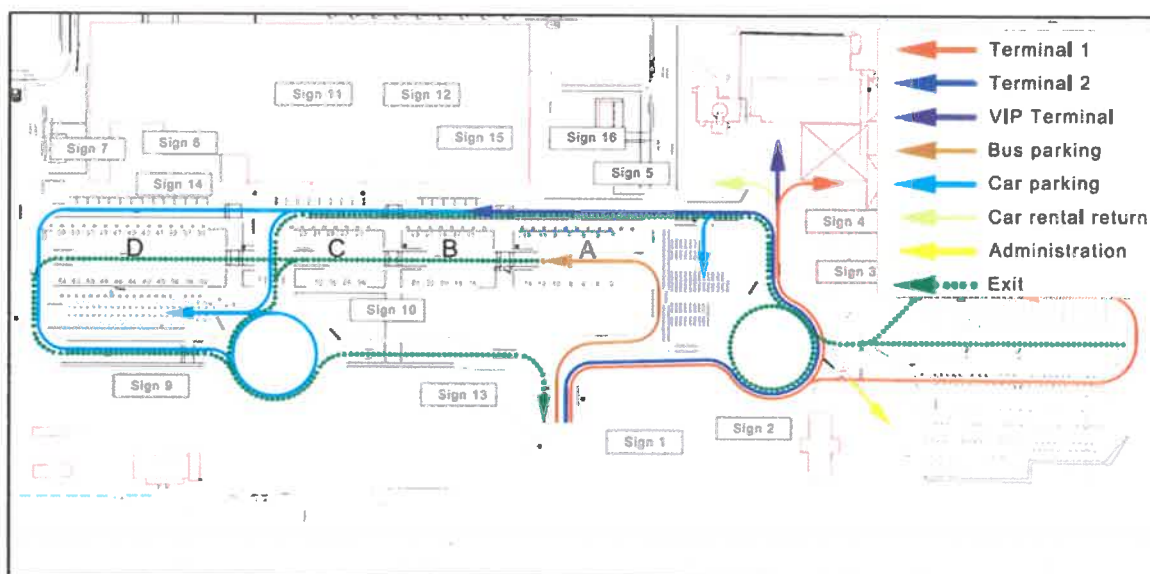 Terminal 1
Terminal 2
VIP Terminal
Bus parking
Car parking
Car rental return
Administration
Exit
Sign 11
Sign 12
Sign 15
Sign 16
Sign 7
Sign 8
Sign 5
Sign 14
Sign 4
D
C
B
A
Sign 3
Sign 10
Sign 9
Sign 13
Sign 1
Sign 2